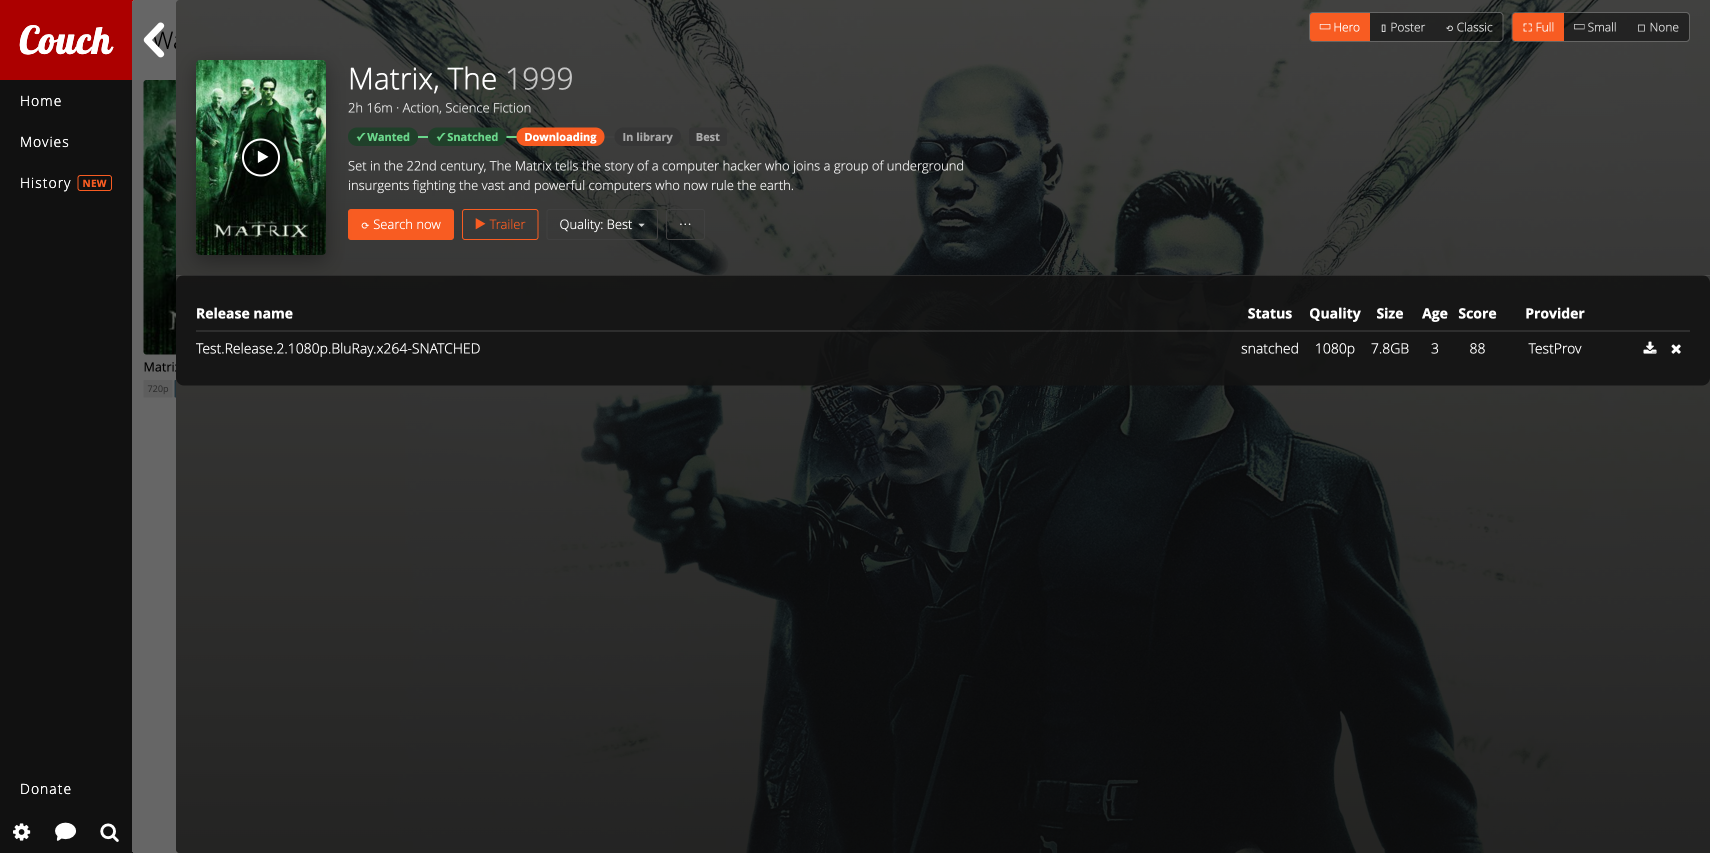 Couch
Home
Movies
History NEW
Donate
Wa
Matri
720p
Hero Poster Classic Full Small None
MATRIX
Matrix, The 1999
2h 16m · Action, Science Fiction
✓Wanted ✓Snatched Downloading In library Best
Set in the 22nd century, The Matrix tells the story of a computer hacker who joins a group of underground
insurgents fighting the vast and powerful computers who now rule the earth.
Search now Trailer Quality: Best ...
Release name Status Quality Size Age Score Provider
Test.Release.2.1080p.BluRay.x264-SNATCHED snatched 1080p 7.8GB 3 88 TestProv